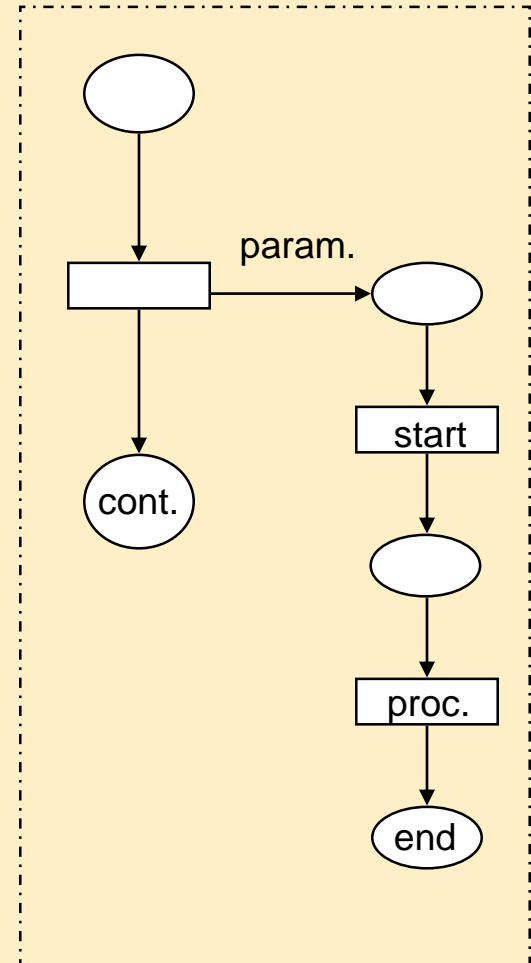 param.
start
cont.
proc.
end